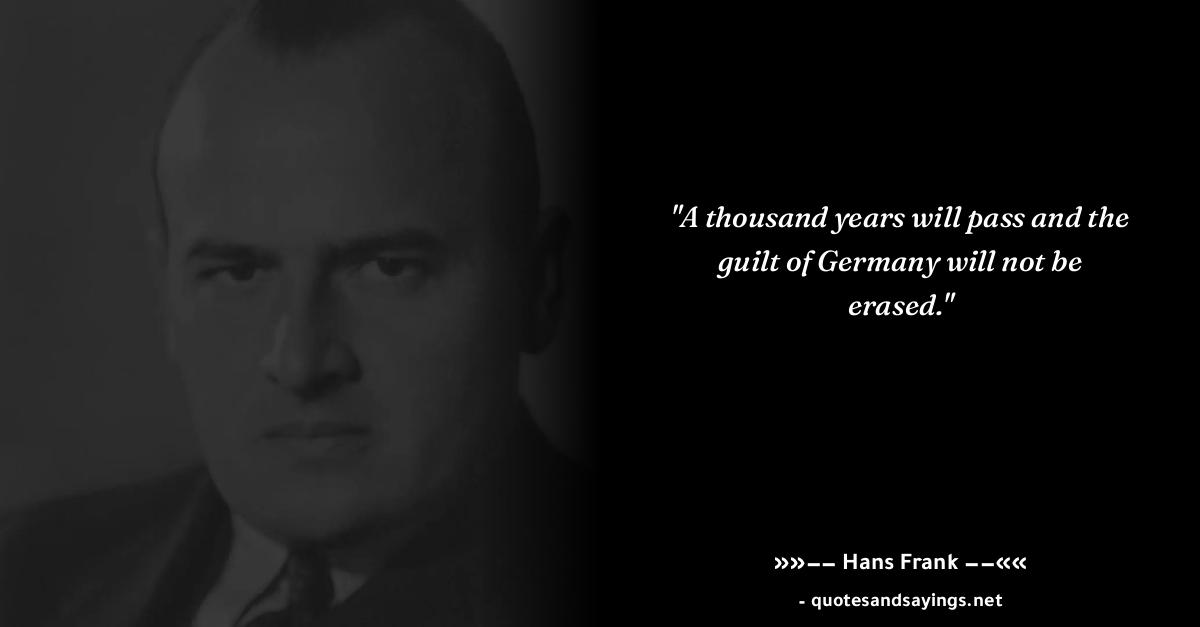 "A thousand years will pass and the
guilt of Germany will not be
erased."
»»−− Hans Frank −−««
- quotesandsayings.net